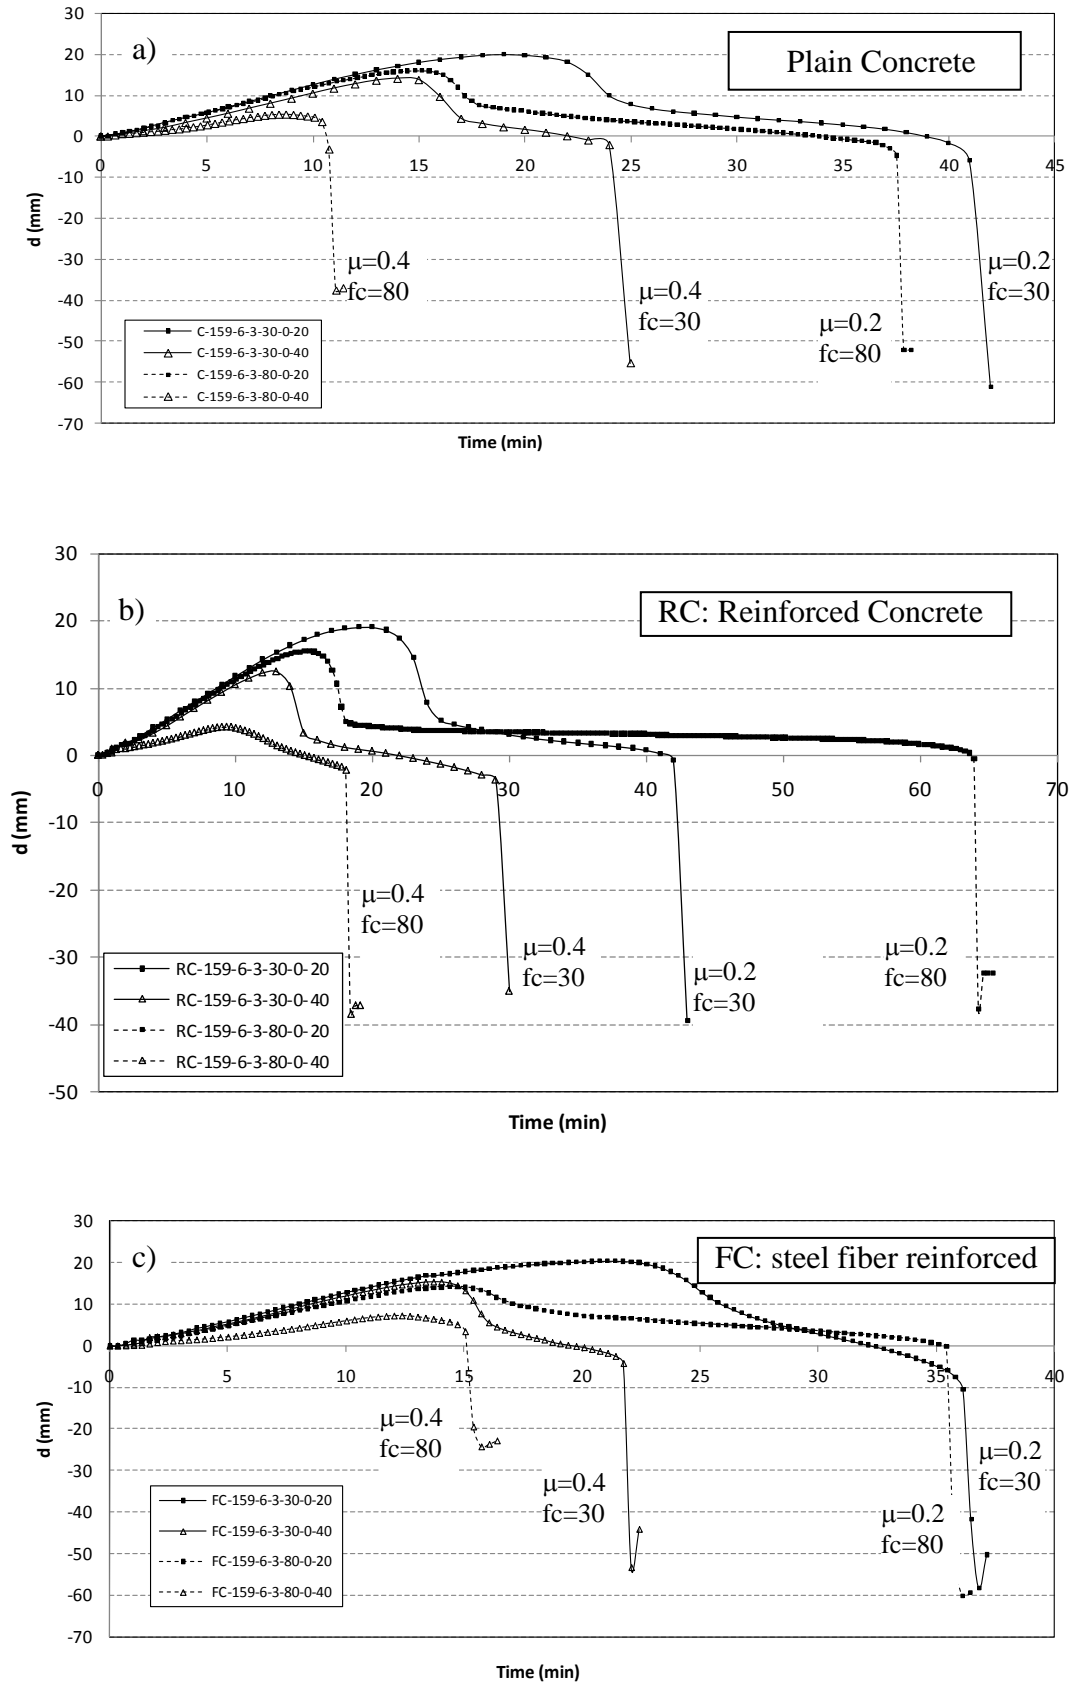 30
a)
Plain Concrete
20
10
0
0 5 10 15 20 25 30 35 40 45
-10
-20
-30
-40
-50
-60
-70
d (mm)
μ=0.4
fc=80
μ=0.4
fc=30
μ=0.2
fc=80
μ=0.2
fc=30
C-159-6-3-30-0-20
C-159-6-3-30-0-40
C-159-6-3-80-0-20
C-159-6-3-80-0-40
Time (min)
30
b)
RC: Reinforced Concrete
20
10
0
0 10 20 30 40 50 60 70
-10
-20
-30
-40
-50
d (mm)
μ=0.4
fc=80
μ=0.4
fc=30
μ=0.2
fc=30
μ=0.2
fc=80
RC-159-6-3-30-0-20
RC-159-6-3-30-0-40
RC-159-6-3-80-0-20
RC-159-6-3-80-0-40
Time (min)
30
c)
FC: steel fiber reinforced
20
10
0
0 5 10 15 20 25 30 35 40
-10
-20
-30
-40
-50
-60
-70
d (mm)
μ=0.4
fc=80
μ=0.4
fc=30
μ=0.2
fc=80
μ=0.2
fc=30
FC-159-6-3-30-0-20
FC-159-6-3-30-0-40
FC-159-6-3-80-0-20
FC-159-6-3-80-0-40
Time (min)